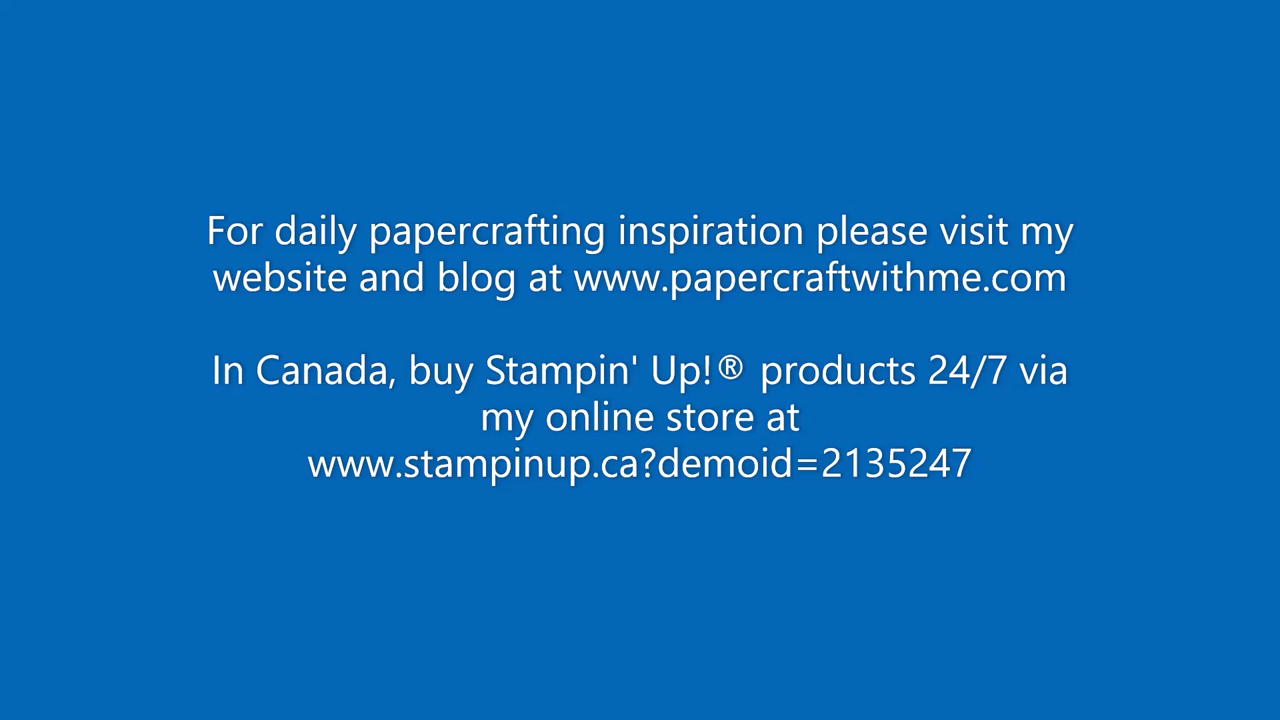 For daily papercrafting inspiration please visit my
website and blog at www.papercraftwithme.com
In Canada, buy Stampin' Up!® products 24/7 via
my online store at
www.stampinup.ca?demoid=2135247